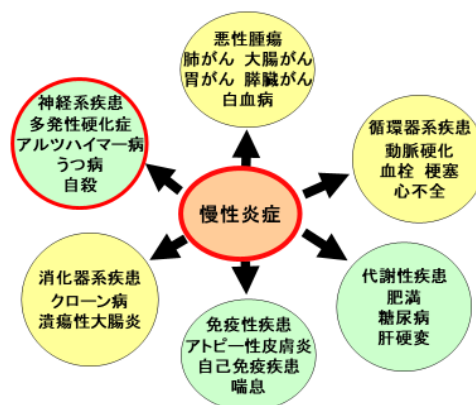 悪性腫瘍
肺がん 大腸がん
胃がん 膵臓がん
白血病
神経系疾患
多発性硬化症
アルツハイマー病
うつ病
自殺
循環器系疾患
動脈硬化
血栓 梗塞
心不全
慢性炎症
消化器系疾患
クローン病
潰瘍性大腸炎
免疫性疾患
アトピー性皮膚炎
自己免疫疾患
喘息
代謝性疾患
肥満
糖尿病
肝硬変